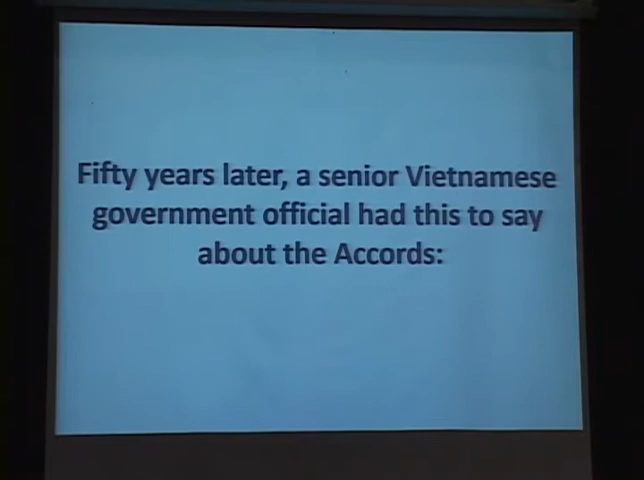 Fifty years later, a senior Vietnamese
government official had this to say
about the Accords: